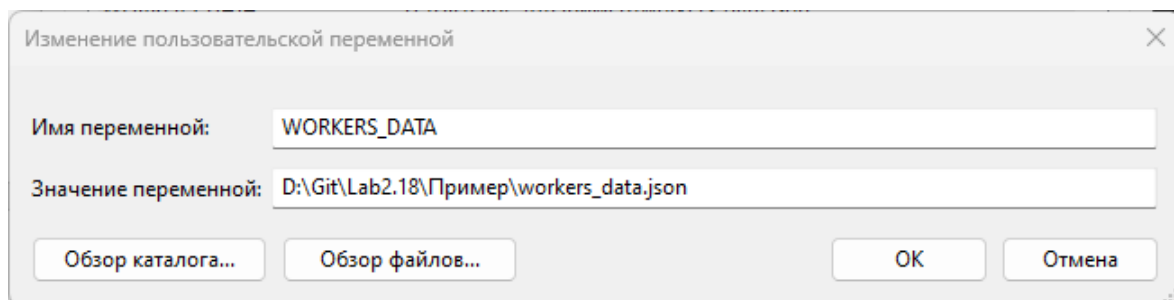 Изменение пользовательской переменной
Имя переменной: WORKERS_DATA
Значение переменной: D:\Git\Lab2.18\Пример\workers_data.json
Обзор каталога... Обзор файлов... ОК Отмена